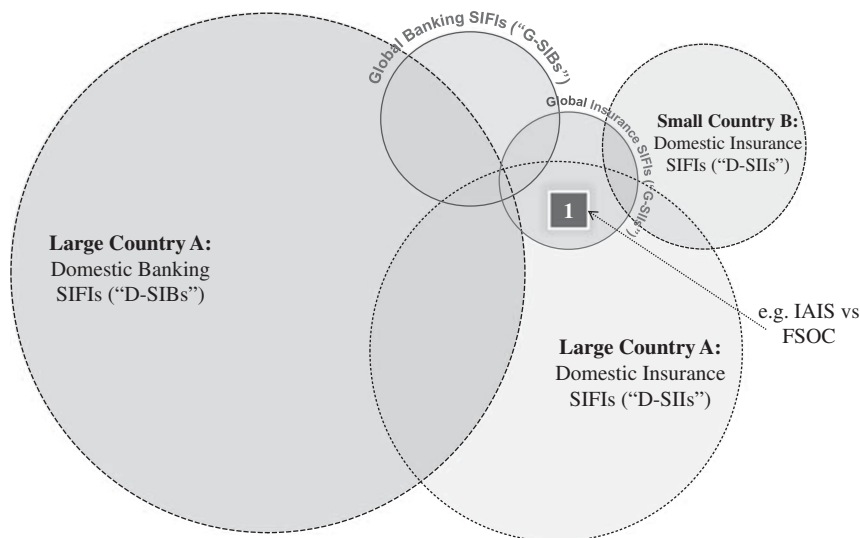 Global Banking SIFIs (“G-SIBs”)
Global Insurance SIFIs (“G-SIIs”)
Small Country B:
Domestic Insurance
SIFIs (“D-SIIs”)
1
Large Country A:
Domestic Banking
SIFIs (“D-SIBs”)
e.g. IAIS vs
FSOC
Large Country A:
Domestic Insurance
SIFIs (“D-SIIs”)